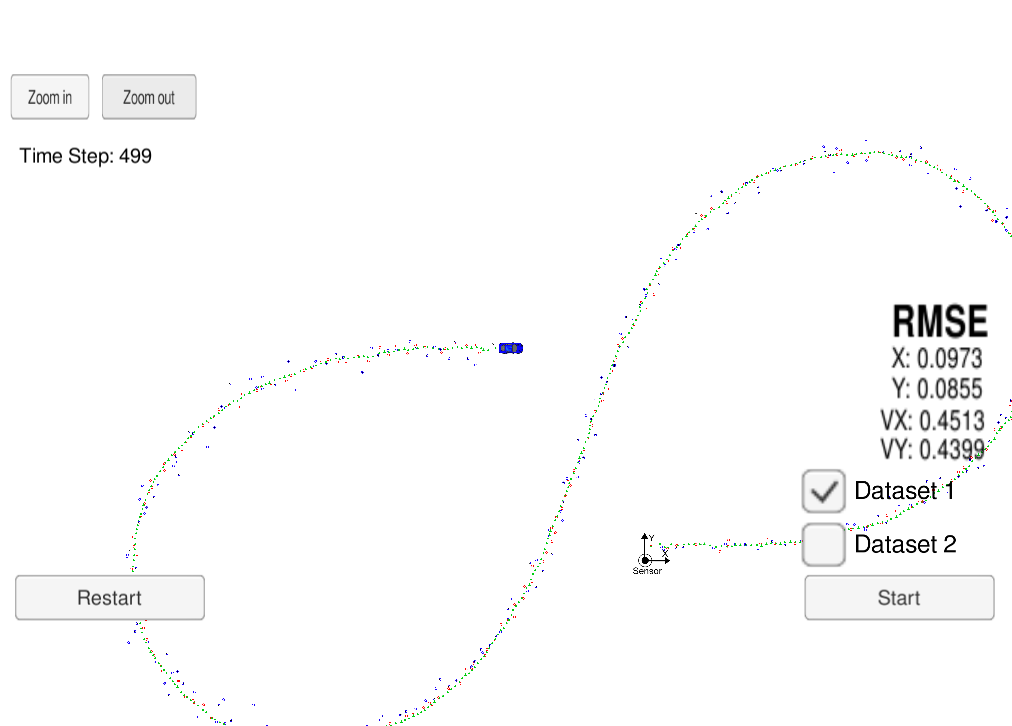 Zoom in
Zoom out
Time Step: 499
RMSE
X: 0.0973
Y: 0.0855
VX: 0.4513
VY: 0.4399
Dataset 1
Y
X
Sensor
Dataset 2
Restart
Start